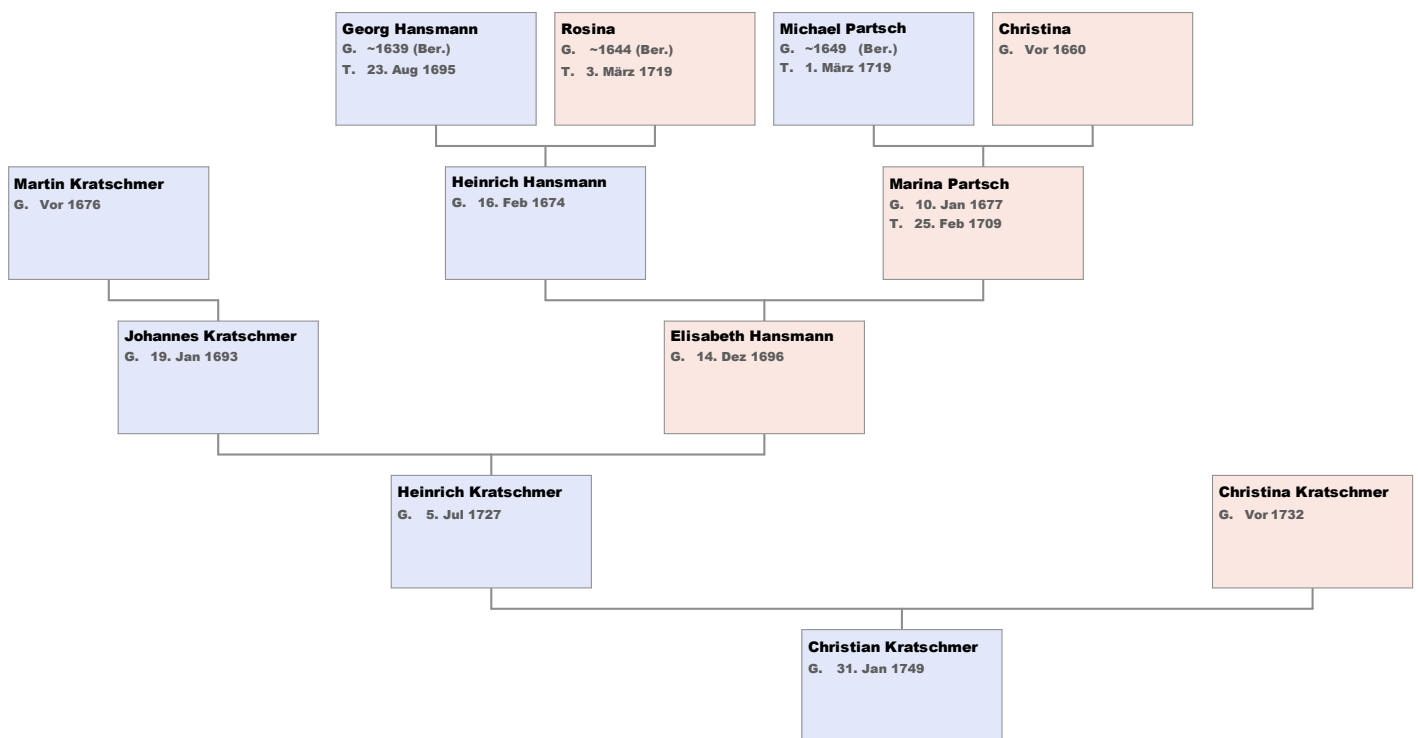 Georg Hansmann
G. ~1639 (Ber.)
T. 23. Aug 1695
Rosina
G. ~1644 (Ber.)
T. 3. März 1719
Michael Partsch
G. ~1649 (Ber.)
T. 1. März 1719
Christina
G. Vor 1660
Martin Kratschmer
G. Vor 1676
Heinrich Hansmann
G. 16. Feb 1674
Marina Partsch
G. 10. Jan 1677
T. 25. Feb 1709
Johannes Kratschmer
G. 19. Jan 1693
Elisabeth Hansmann
G. 14. Dez 1696
Heinrich Kratschmer
G. 5. Jul 1727
Christina Kratschmer
G. Vor 1732
Christian Kratschmer
G. 31. Jan 1749